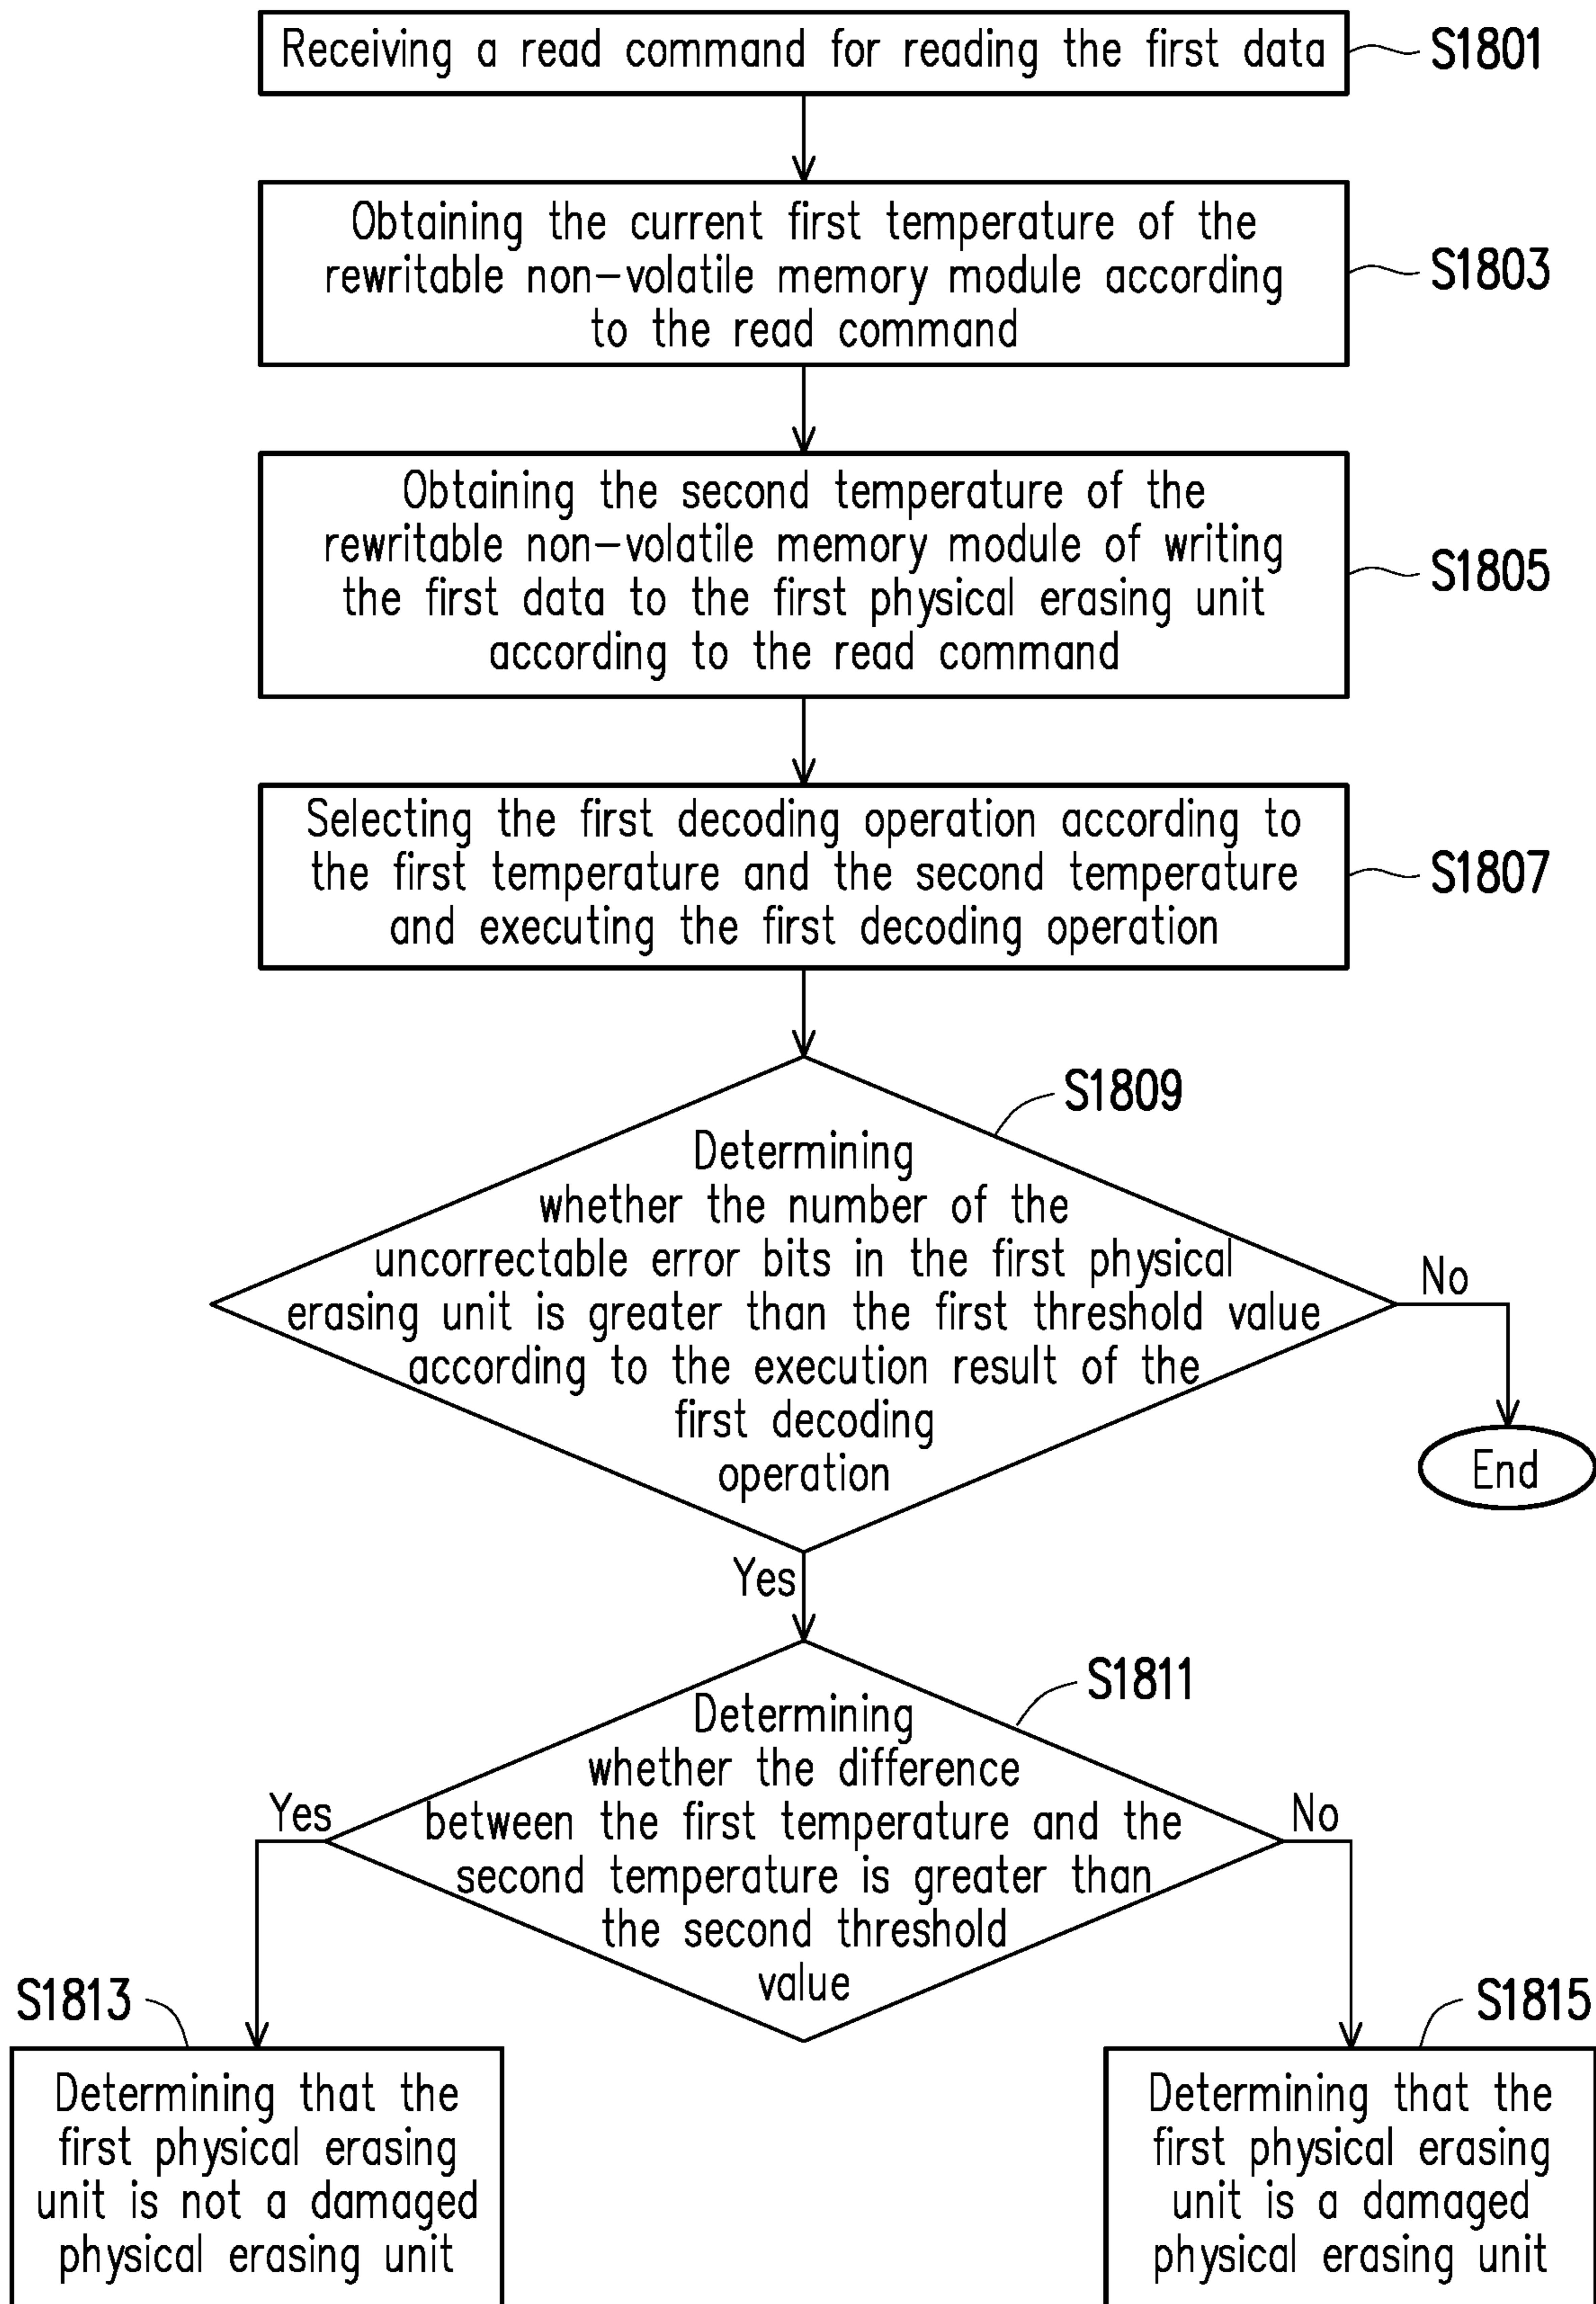 Receiving a read command for reading the first data
S1801
Obtaining the current first temperature of the
rewritable non-volatile memory module according
to the read command
S1803
Obtaining the second temperature of the
rewritable non-volatile memory module of writing
the first data to the first physical erasing unit
according to the read command
S1805
Selecting the first decoding operation according to
the first temperature and the second temperature
and executing the first decoding operation
S1807
S1809
Determining
whether the number of the
uncorrectable error bits in the first physical
erasing unit is greater than the first threshold value
according to the execution result of the
first decoding
operation
No
End
Yes
S1811
Determining
whether the difference
between the first temperature and the
second temperature is greater than
the second threshold
value
Yes
No
S1813
Determining that the
first physical erasing
unit is not a damaged
physical erasing unit
S1815
Determining that the
first physical erasing
unit is a damaged
physical erasing unit